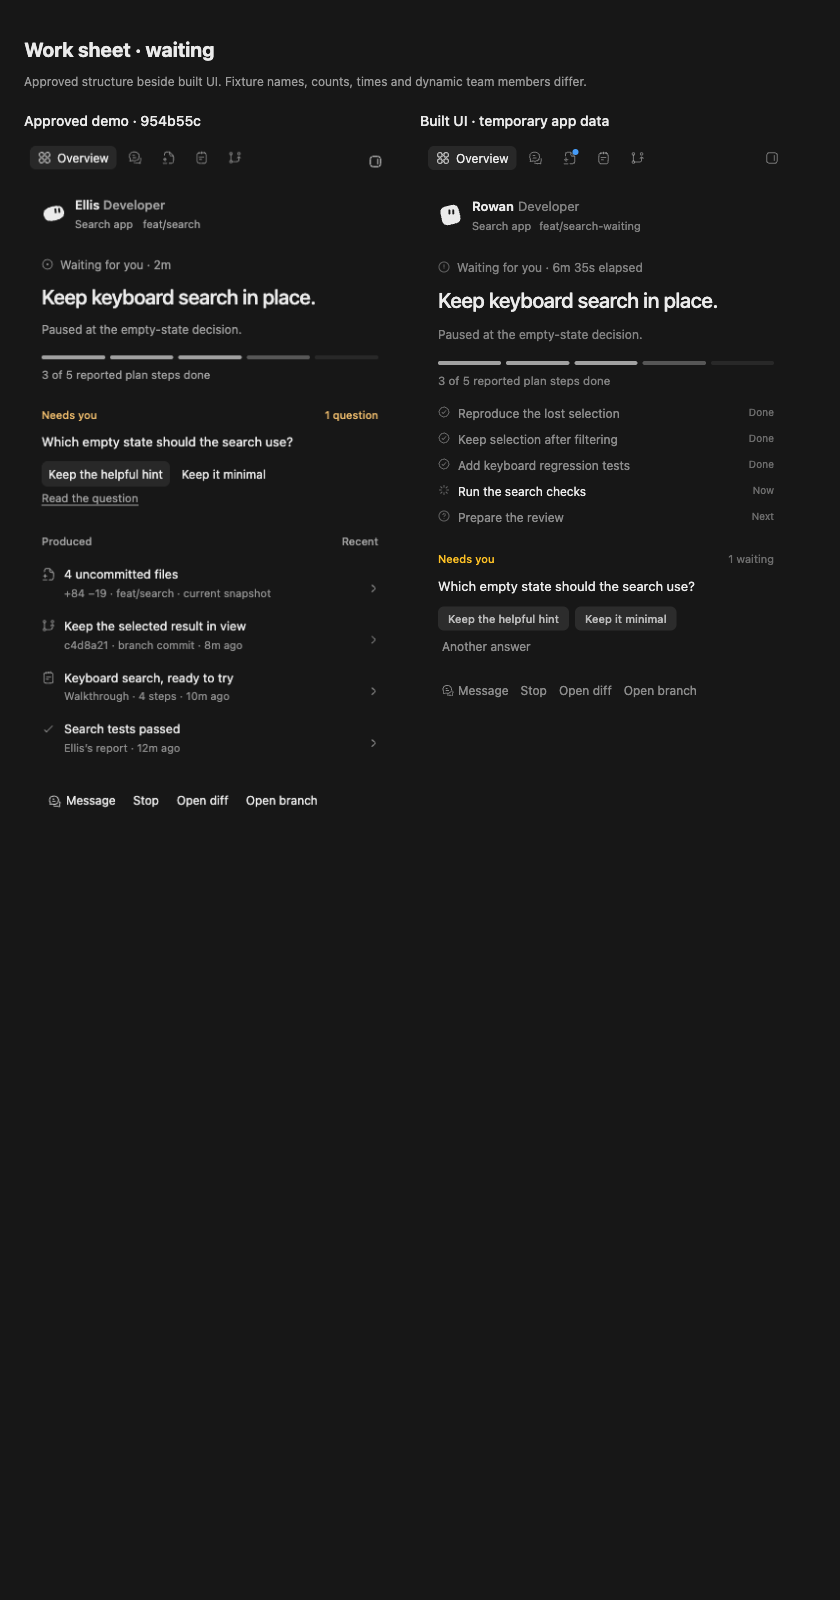 Work sheet · waiting
Approved structure beside built UI. Fixture names, counts, times and dynamic team members differ.
Approved demo · 954b55c
Overview
Ellis Developer
Search app feat/search
Waiting for you · 2m
Keep keyboard search in place.
Paused at the empty-state decision.
3 of 5 reported plan steps done
Needs you 1 question
Which empty state should the search use?
Keep the helpful hint Keep it minimal
Read the question
Produced Recent
4 uncommitted files
+84 −19 · feat/search · current snapshot
Keep the selected result in view
c4d8a21 · branch commit · 8m ago
Keyboard search, ready to try
Walkthrough · 4 steps · 10m ago
Search tests passed
Ellis's report · 12m ago
Message Stop Open diff Open branch
Built UI · temporary app data
Overview
Rowan Developer
Search app feat/search-waiting
Waiting for you · 6m 35s elapsed
Keep keyboard search in place.
Paused at the empty-state decision.
3 of 5 reported plan steps done
Reproduce the lost selection Done
Keep selection after filtering Done
Add keyboard regression tests Done
Run the search checks Now
Prepare the review Next
Needs you 1 waiting
Which empty state should the search use?
Keep the helpful hint Keep it minimal
Another answer
Message Stop Open diff Open branch